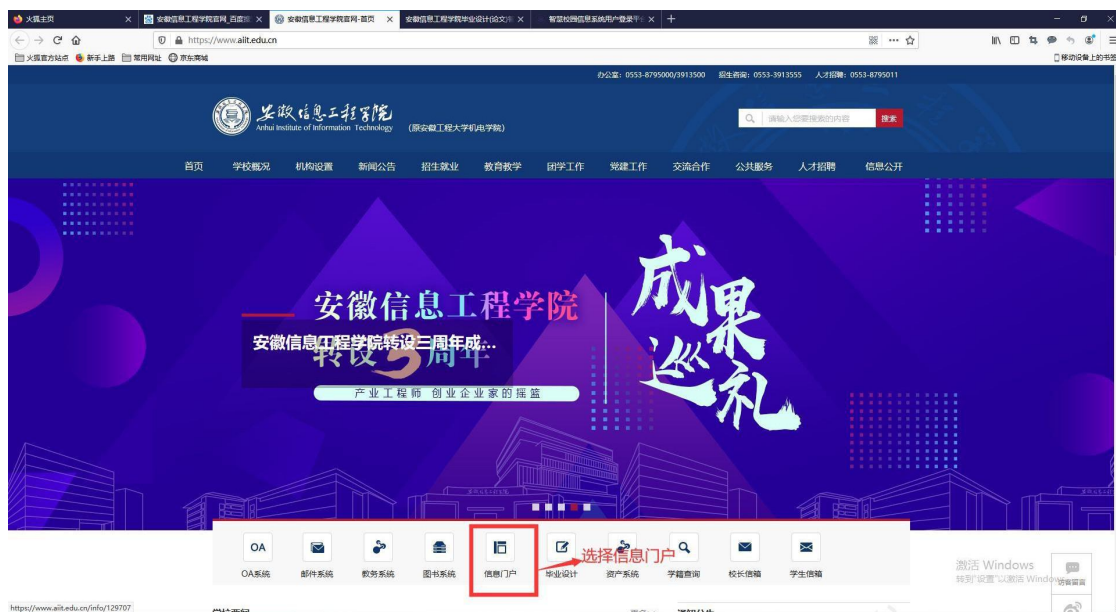 火狐主页
安徽信息工程学院官网_百度搜
安徽信息工程学院官网-首页
安徽信息工程学院毕业设计(论文)
智慧校园信息系统用户登录平台
https://www.aiit.edu.cn
火狐官方站点 新手上路 常用网址 京东商城
移动设备上的书签
办公室：0553-8795000/3913500 招生咨询：0553-3913555 人才招聘：0553-8795011
安徽信息工程学院
Anhui Institute of Information Technology
(原安徽工程大学机电学院)
请输入您要搜索的内容 搜索
首页 学校概况 机构设置 新闻公告 招生就业 教育教学 团学工作 党建工作 交流合作 公共服务 人才招聘 信息公开
安徽信息工程学院
转设3周年
安徽信息工程学院转设三周年成...
产业工程师 创业企业家的摇篮
成果巡礼
OA
OA系统 邮件系统 教务系统 图书系统 信息门户 毕业设计 资产系统 学籍查询 校长信箱 学生信箱
选择信息门户
激活 Windows
转到"设置"以激活 Windows
访客留言
https://www.aiit.edu.cn/info/129707